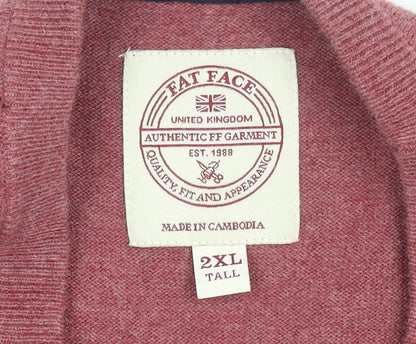 FAT FACE
UNITED KINGDOM
AUTHENTIC FF GARMENT
EST. 1988
QUALITY, FIT AND APPEARANCE
MADE IN CAMBODIA
2XL
TALL